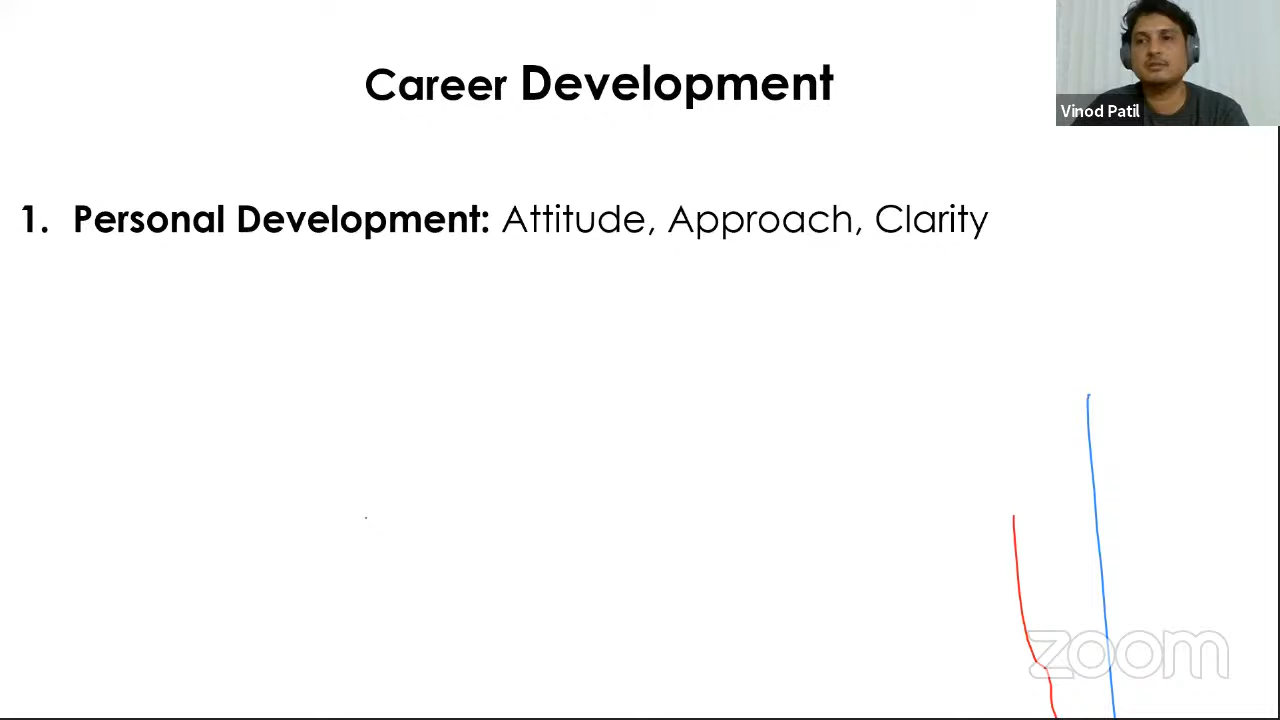 Career Development
Vinod Patil
1. Personal Development: Attitude, Approach, Clarity
zoom